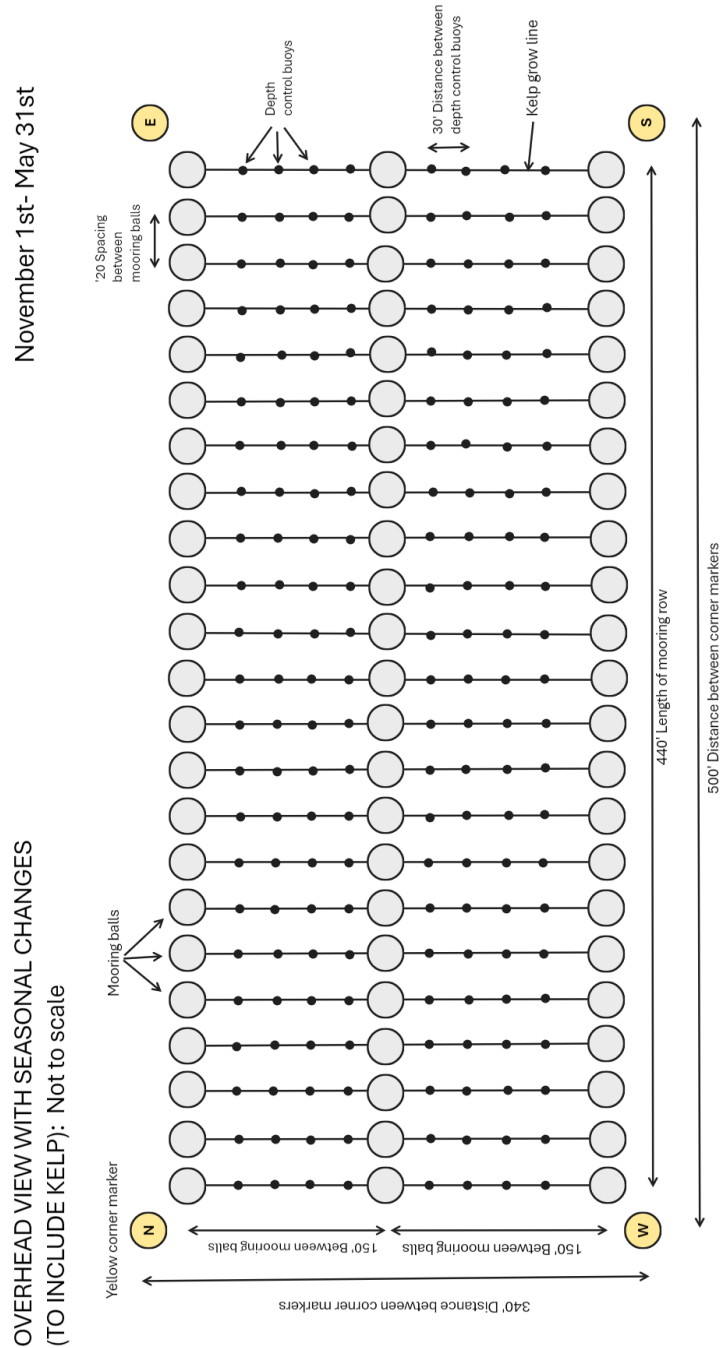 OVERHEAD VIEW WITH SEASONAL CHANGES
(TO INCLUDE KELP): Not to scale
November 1st- May 31st
Yellow corner marker
Mooring balls
'20 Spacing
between
mooring balls
Depth
control buoys
30' Distance between
depth control buoys
Kelp grow line
N
E
W
S
150' Between mooring balls
150' Between mooring balls
340' Distance between corner markers
440' Length of mooring row
500' Distance between corner markers